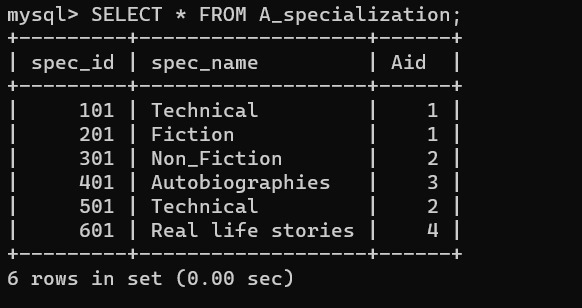 mysql> SELECT * FROM A_specialization;
+---------+-------------------+------+
| spec_id | spec_name         | Aid  |
+---------+-------------------+------+
|     101 | Technical         |    1 |
|     201 | Fiction           |    1 |
|     301 | Non_Fiction       |    2 |
|     401 | Autobiographies   |    3 |
|     501 | Technical         |    2 |
|     601 | Real life stories |    4 |
+---------+-------------------+------+
6 rows in set (0.00 sec)